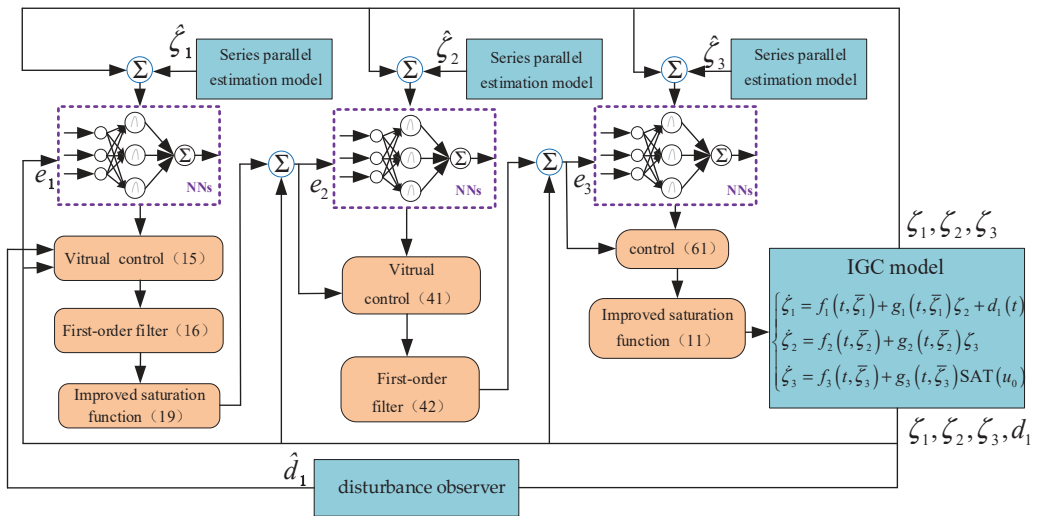 ζ̂₁
Σ
Series parallel
estimation model
ζ̂₂
Σ
Series parallel
estimation model
ζ̂₃
Σ
Series parallel
estimation model
e₁
Σ
NNs
Σ
e₂
Σ
NNs
Σ
e₃
Σ
NNs
Vitrual control（15）
First-order filter（16）
Improved saturation
function（19）
Vitrual
control（41）
First-order
filter（42）
control（61）
Improved saturation
function（11）
ζ₁, ζ₂, ζ₃
IGC model
ζ̇₁ = f₁(t, ζ̄₁) + g₁(t, ζ̄₁)ζ₂ + d₁(t)
ζ̇₂ = f₂(t, ζ̄₂) + g₂(t, ζ̄₂)ζ₃
ζ̇₃ = f₃(t, ζ̄₃) + g₃(t, ζ̄₃)SAT(u₀)
ζ₁, ζ₂, ζ₃, d₁
d̂₁
disturbance observer